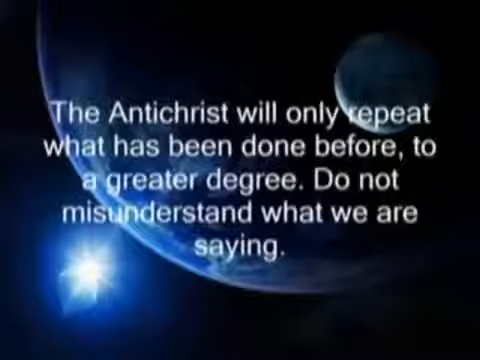 The Antichrist will only repeat
what has been done before, to
a greater degree. Do not
misunderstand what we are
saying.